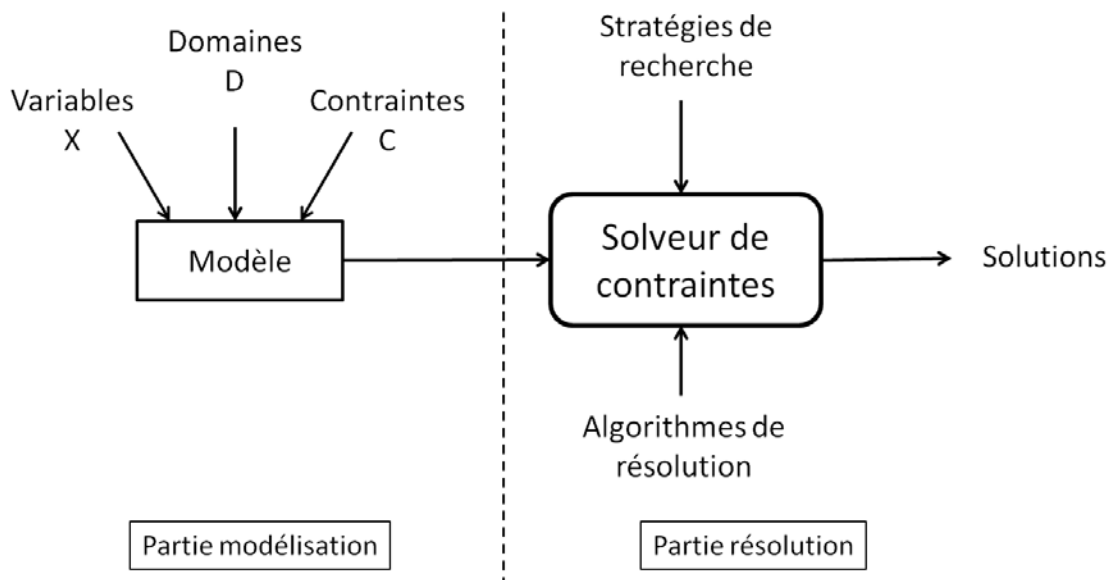 Domaines
D
Variables
X
Contraintes
C
Modèle
Stratégies de
recherche
Solveur de
contraintes
Solutions
Algorithmes de
résolution
Partie modélisation
Partie résolution